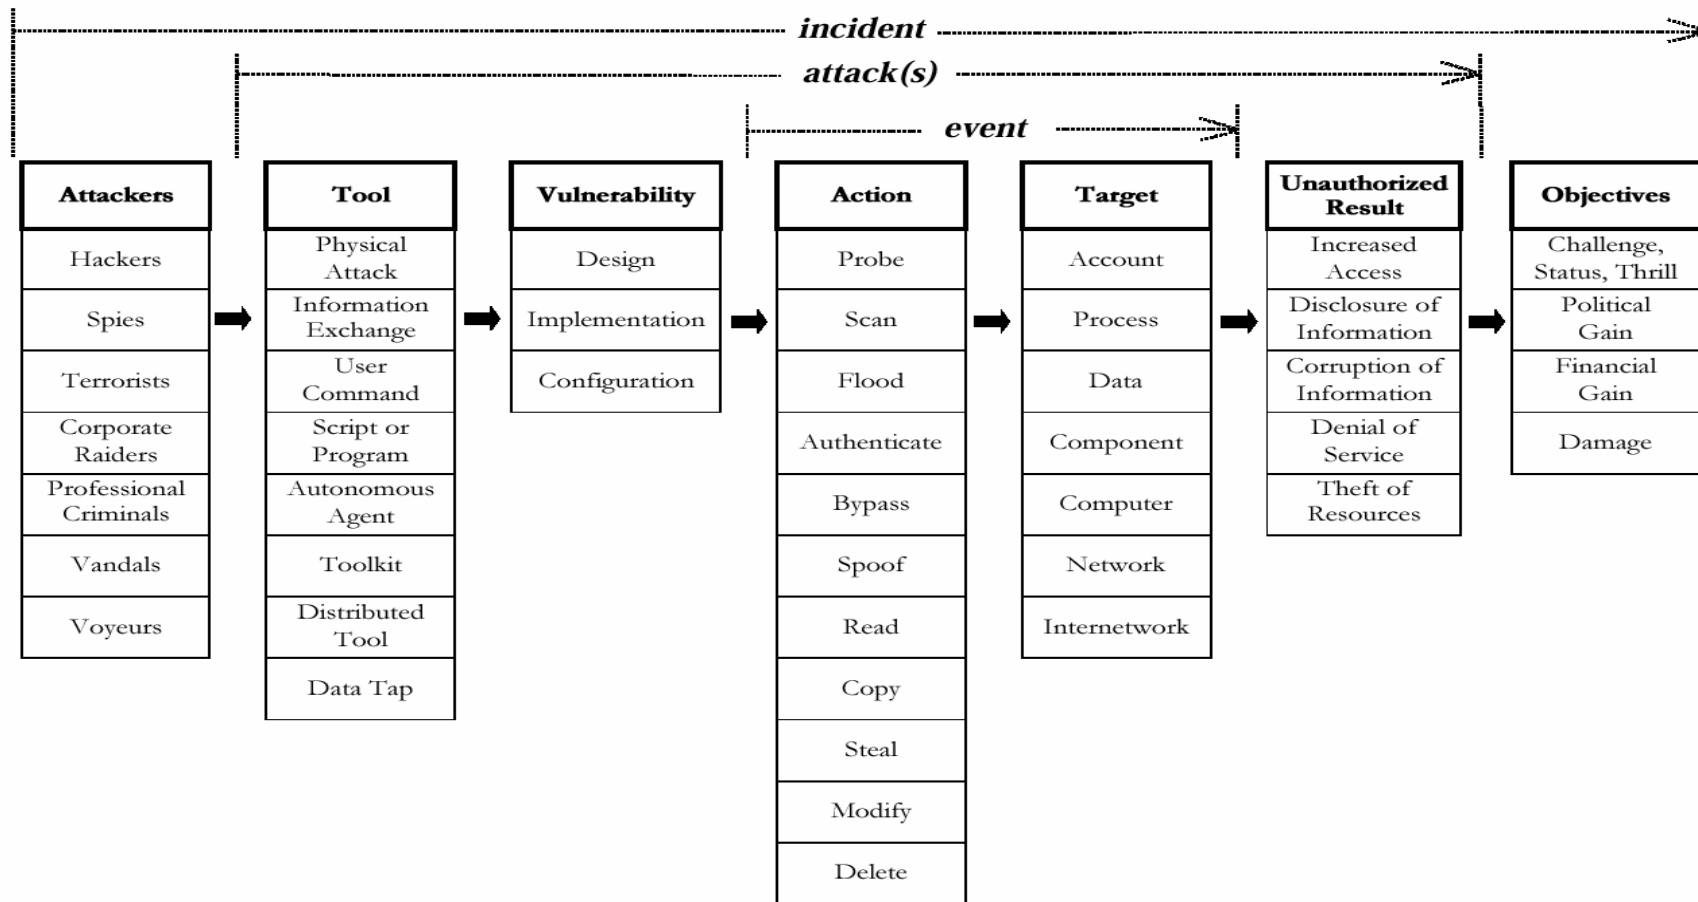 incident
attack(s)
event
Attackers
Hackers
Spies
Terrorists
Corporate
Raiders
Professional
Criminals
Vandals
Voyeurs
Tool
Physical
Attack
Information
Exchange
User
Command
Script or
Program
Autonomous
Agent
Toolkit
Distributed
Tool
Data Tap
Vulnerability
Design
Implementation
Configuration
Action
Probe
Scan
Flood
Authenticate
Bypass
Spoof
Read
Copy
Steal
Modify
Delete
Target
Account
Process
Data
Component
Computer
Network
Internetwork
Unauthorized
Result
Increased
Access
Disclosure of
Information
Corruption of
Information
Denial of
Service
Theft of
Resources
Objectives
Challenge,
Status, Thrill
Political
Gain
Financial
Gain
Damage